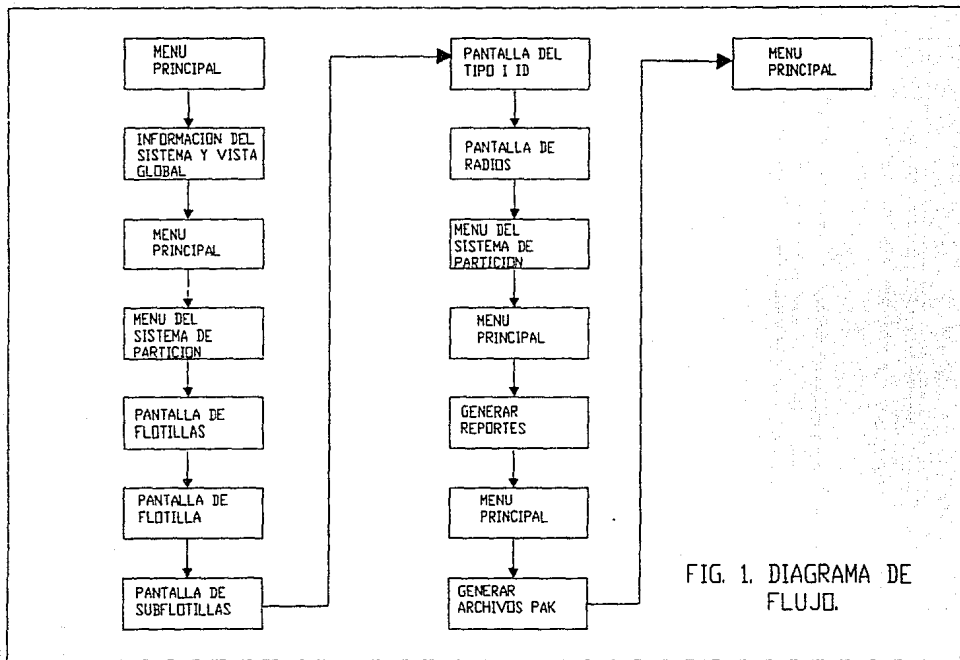 MENU
PRINCIPAL
INFORMACION DEL
SISTEMA Y VISTA
GLOBAL
MENU
PRINCIPAL
MENU DEL
SISTEMA DE
PARTICION
PANTALLA DE
FLOTILLAS
PANTALLA DE
FLOTILLA
PANTALLA DE
SUBFLOTILLAS
PANTALLA DEL
TIPO I ID
PANTALLA DE
RADIOS
MENU DEL
SISTEMA DE
PARTICION
MENU
PRINCIPAL
GENERAR
REPORTES
MENU
PRINCIPAL
GENERAR
ARCHIVOS PAK
MENU
PRINCIPAL
FIG. 1. DIAGRAMA DE
FLUJO.